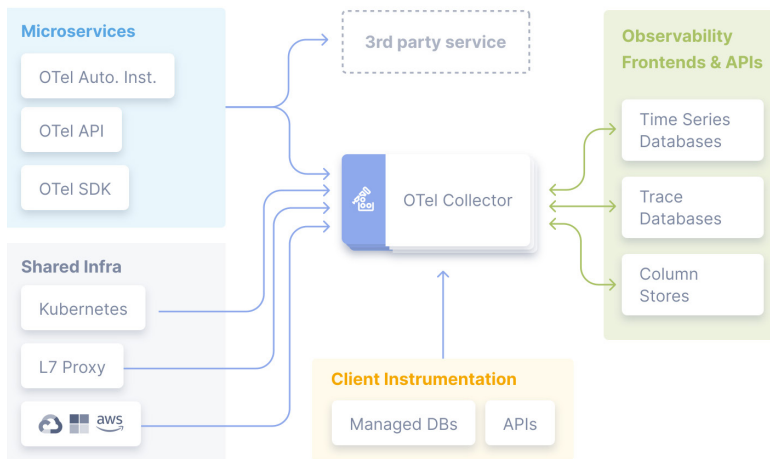 Microservices
OTel Auto. Inst.
OTel API
OTel SDK
3rd party service
OTel Collector
Observability
Frontends & APIs
Time Series
Databases
Trace
Databases
Column
Stores
Shared Infra
Kubernetes
L7 Proxy
aws
Client Instrumentation
Managed DBs
APIs